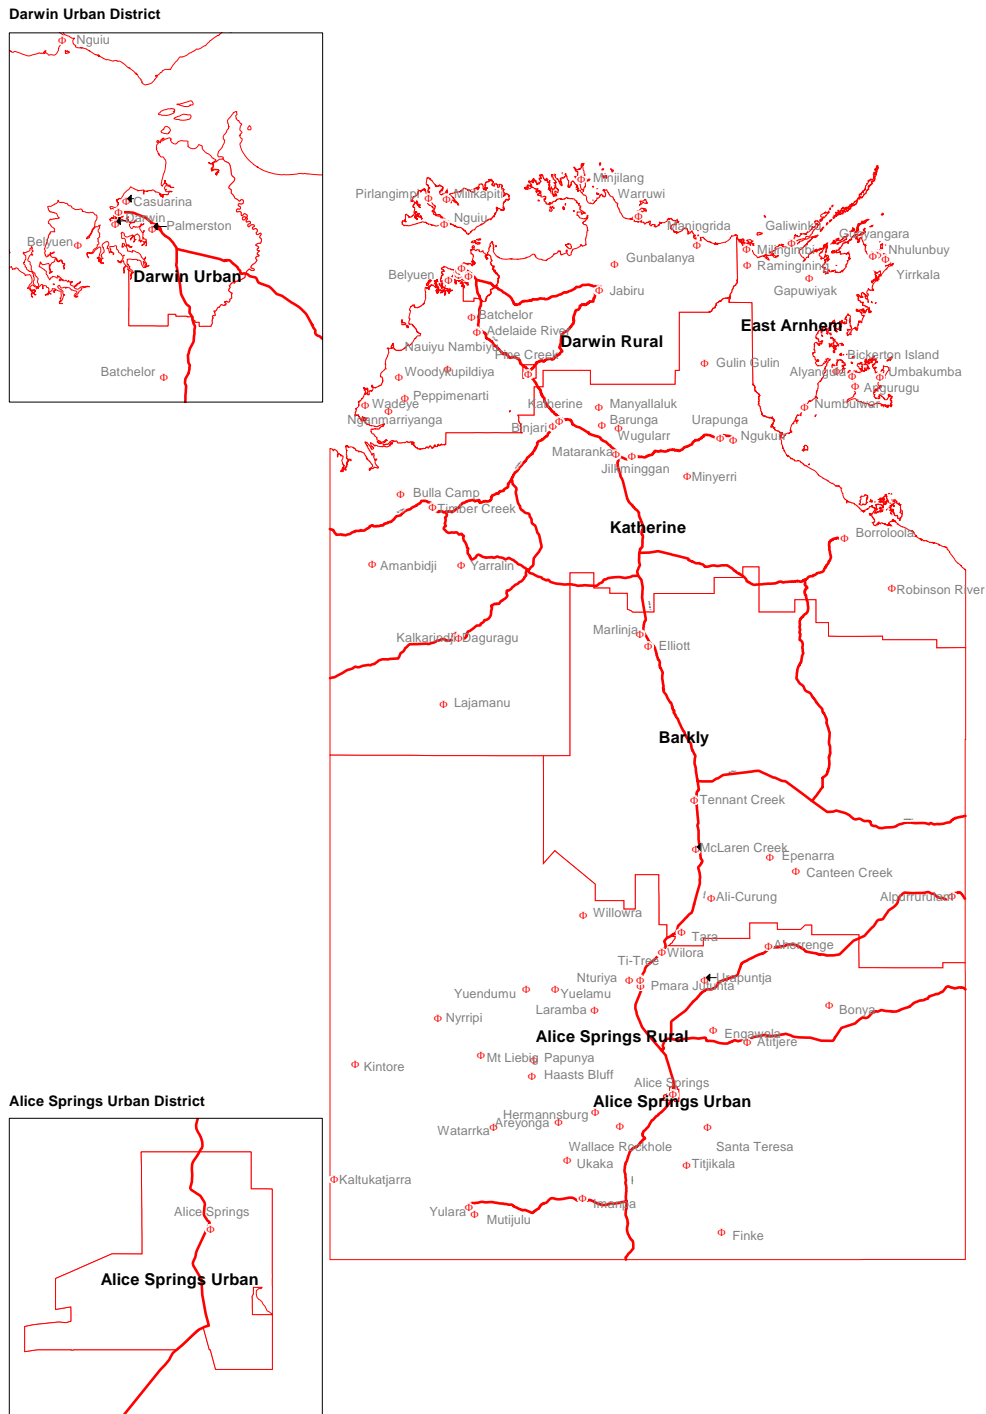 Darwin Urban District
Nguiu
Casuarina
Darwin
Palmerston
Belyuen
Darwin Urban
Batchelor
Minjilang
Pirlangimpi
Milikapiti
Warruwi
Nguiu
Maningrida
Galiwinku
Gunyangara
Milingimbi
Nhulunbuy
Gunbalanya
Ramingining
Yirrkala
Belyuen
Gapuwiyak
Jabiru
Batchelor
East Arnhem
Adelaide River
Darwin Rural
Nauiyu Nambiyu
Pine Creek
Bickerton Island
Gulin Gulin
Woodykupildiya
Alyangula
Umbakumba
Angurugu
Peppimenarti
Wadeye
Katherine
Manyallaluk
Numbulwar
Nganmarriyanga
Binjari
Barunga
Urapunga
Wugularr
Ngukurr
Mataranka
Jilkminggan
Minyerri
Bulla Camp
Timber Creek
Katherine
Borroloola
Amanbidji
Yarralin
Robinson River
Marlinja
Kalkarindji
Daguragu
Elliott
Lajamanu
Barkly
Tennant Creek
McLaren Creek
Epenarra
Canteen Creek
Ali-Curung
Alpurrurulam
Willowra
Tara
Aherrenge
Wilora
Ti-Tree
Nturiya
Urapuntja
Pmara Jutunta
Yuendumu
Yuelamu
Laramba
Bonya
Nyrripi
Engawala
Alice Springs Rural
Atitjere
Mt Liebig
Papunya
Kintore
Haasts Bluff
Alice Springs
Alice Springs Urban
Hermannsburg
Areyonga
Watarrka
Wallace Rockhole
Santa Teresa
Ukaka
Titjikala
Kaltukatjarra
Imanpa
Yulara
Mutijulu
Finke
Alice Springs Urban District
Alice Springs
Alice Springs Urban